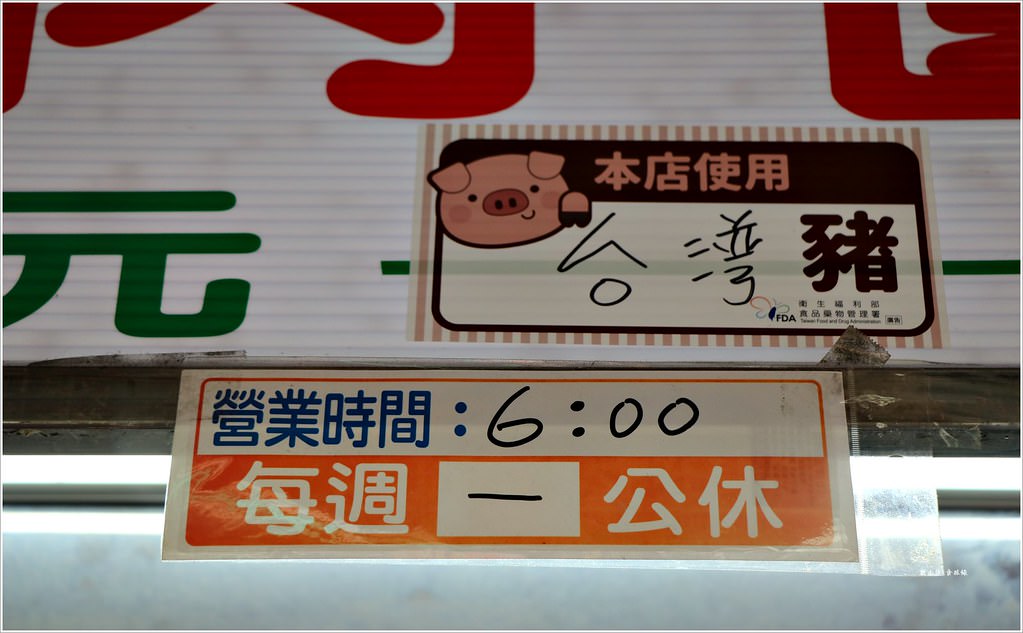 元
本店使用
台灣豬
FDA
衛生福利部
食品藥物管理署
Taiwan Food and Drug Administration
廣告
營業時間：6:00
每週一公休